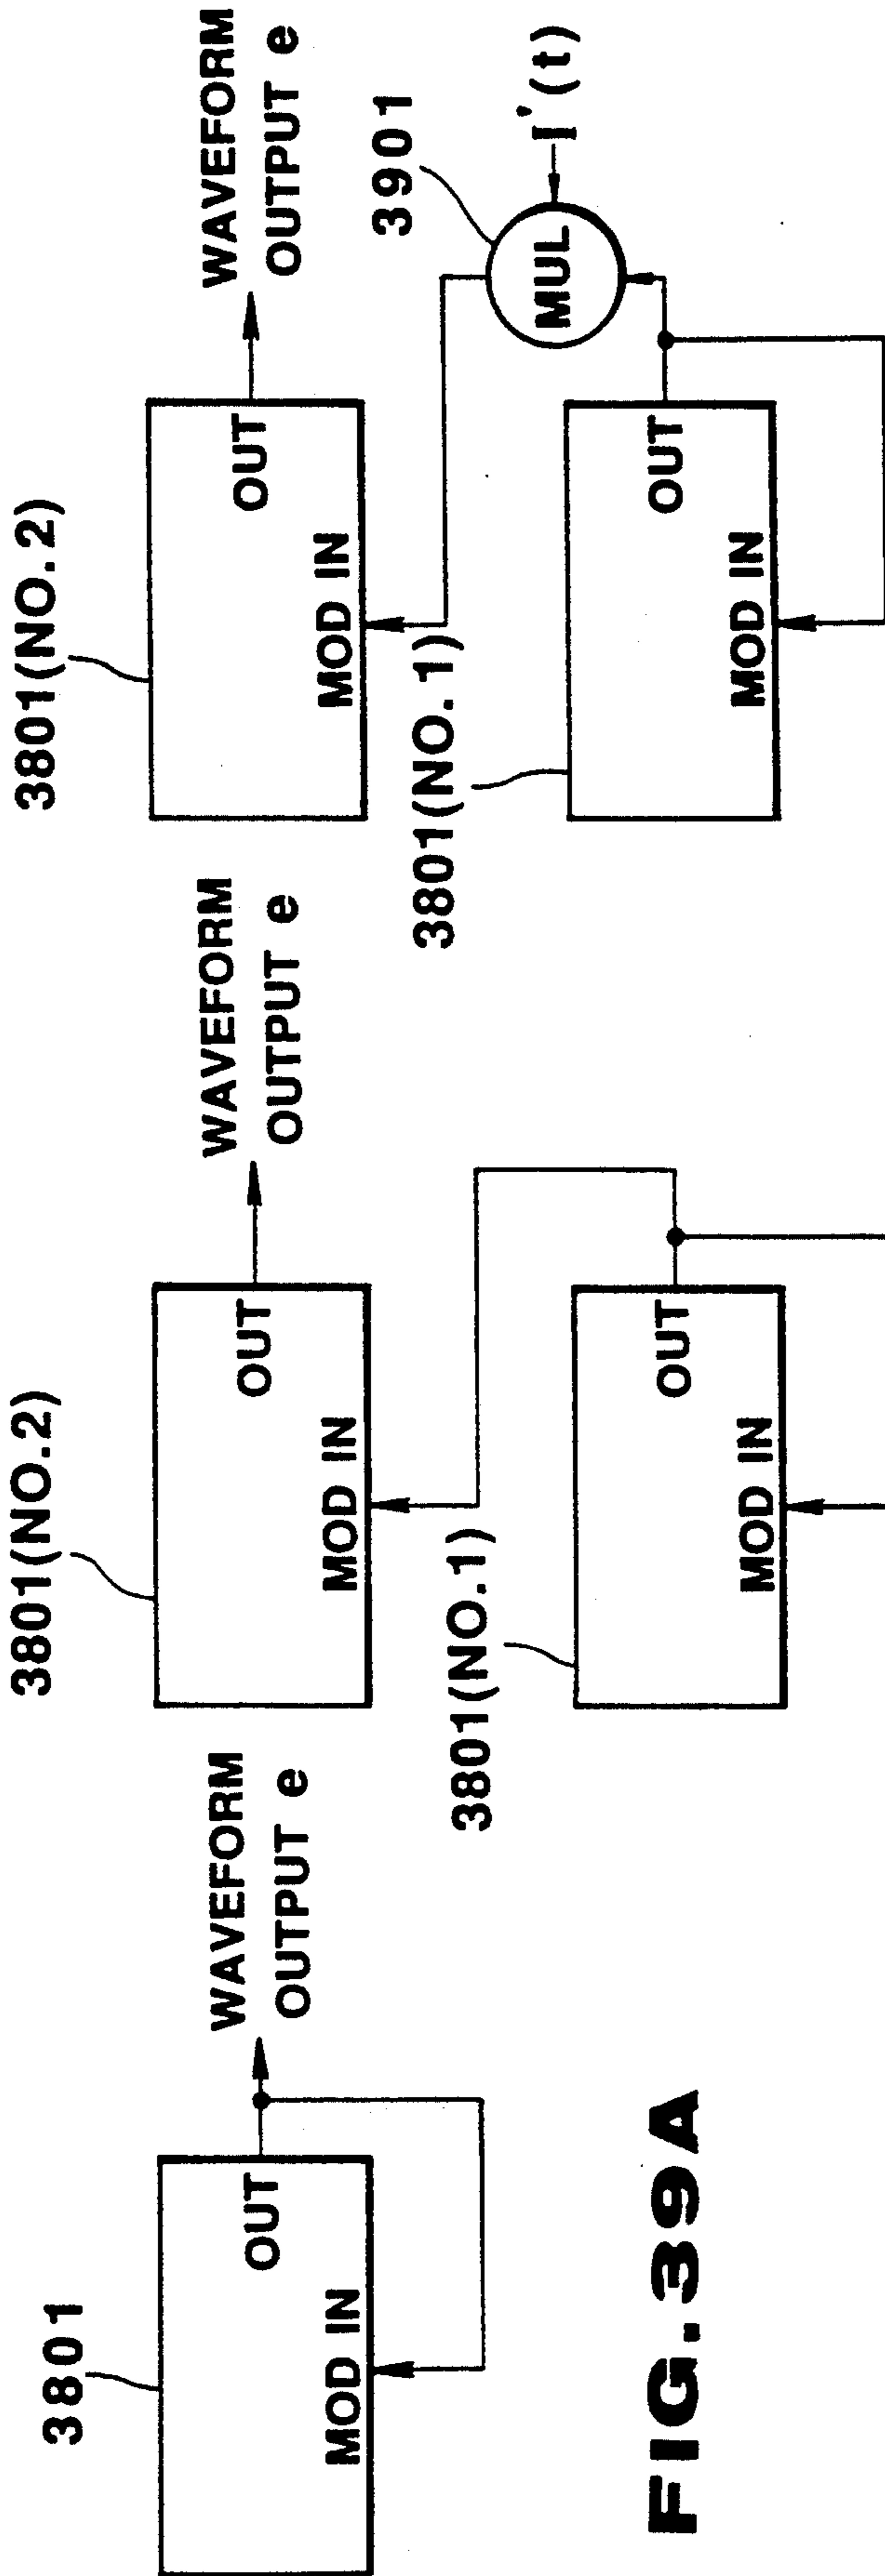 3801
OUT
MOD IN
WAVEFORM
OUTPUT e
FIG.39A
3801(NO.2)
OUT
MOD IN
WAVEFORM
OUTPUT e
3801(NO.1)
OUT
MOD IN
3801(NO.2)
OUT
MOD IN
WAVEFORM
OUTPUT e
3901
MUL
I'(t)
3801(NO.1)
OUT
MOD IN